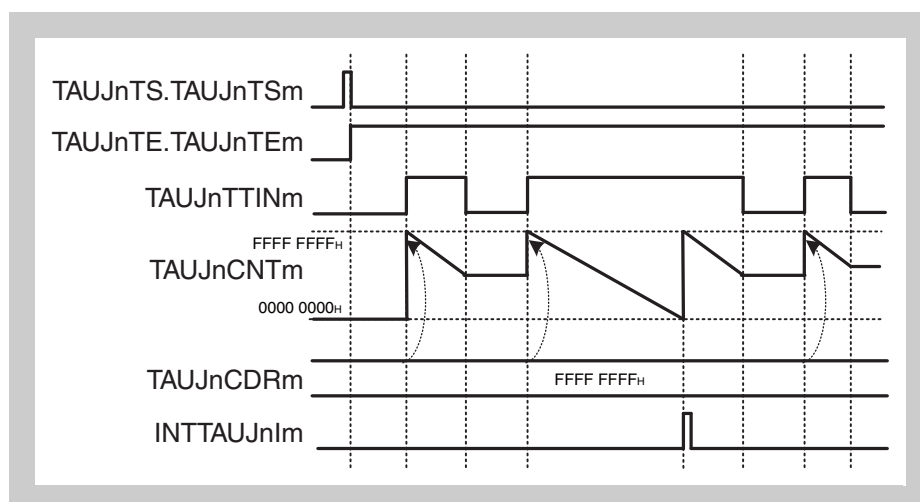 TAUJnTS.TAUJnTSm
TAUJnTE.TAUJnTEm
TAUJnTTINm
FFFF FFFFH
TAUJnCNTm
0000 0000H
TAUJnCDRm
FFFF FFFFH
INTTAUJnIm